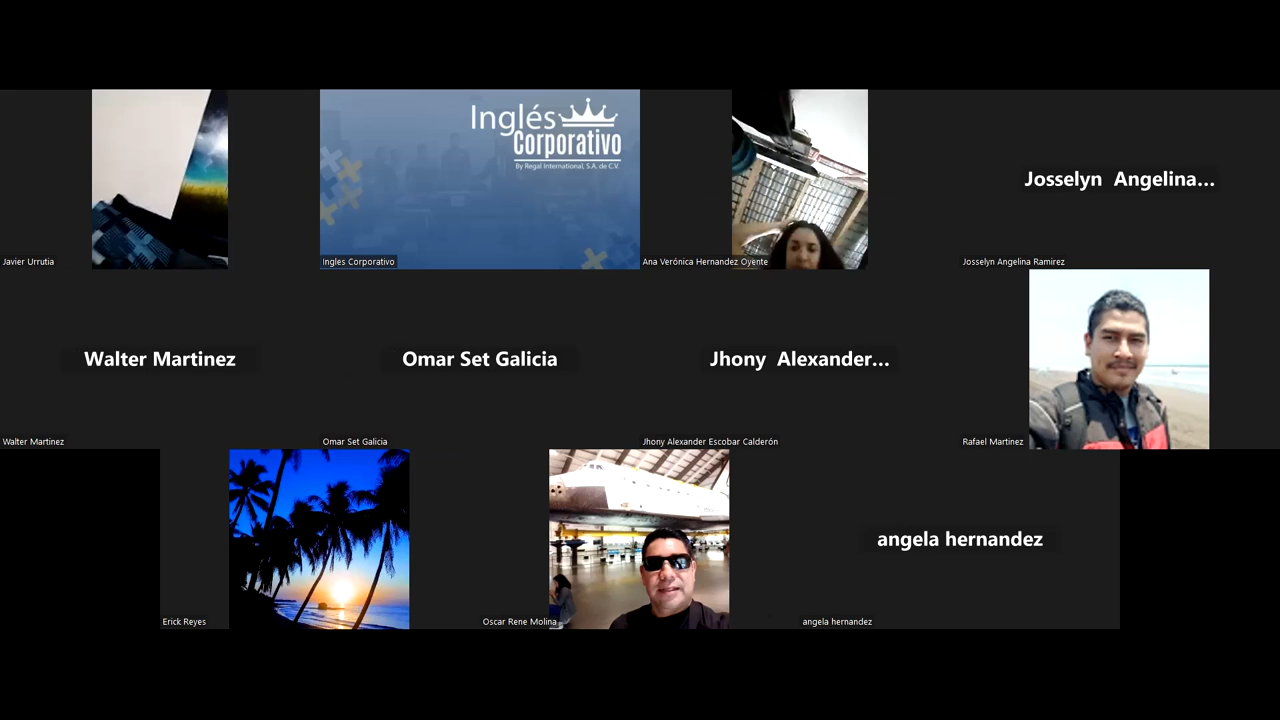 Inglés
Corporativo
By Regal International, S.A. de C.V.
Javier Urrutia
Ingles Corporativo
Ana Verónica Hernandez Oyente
Josselyn Angelina...
Josselyn Angelina Ramirez
Walter Martinez
Walter Martinez
Omar Set Galicia
Omar Set Galicia
Jhony Alexander...
Jhony Alexander Escobar Calderón
Rafael Martinez
Erick Reyes
Oscar Rene Molina
angela hernandez
angela hernandez